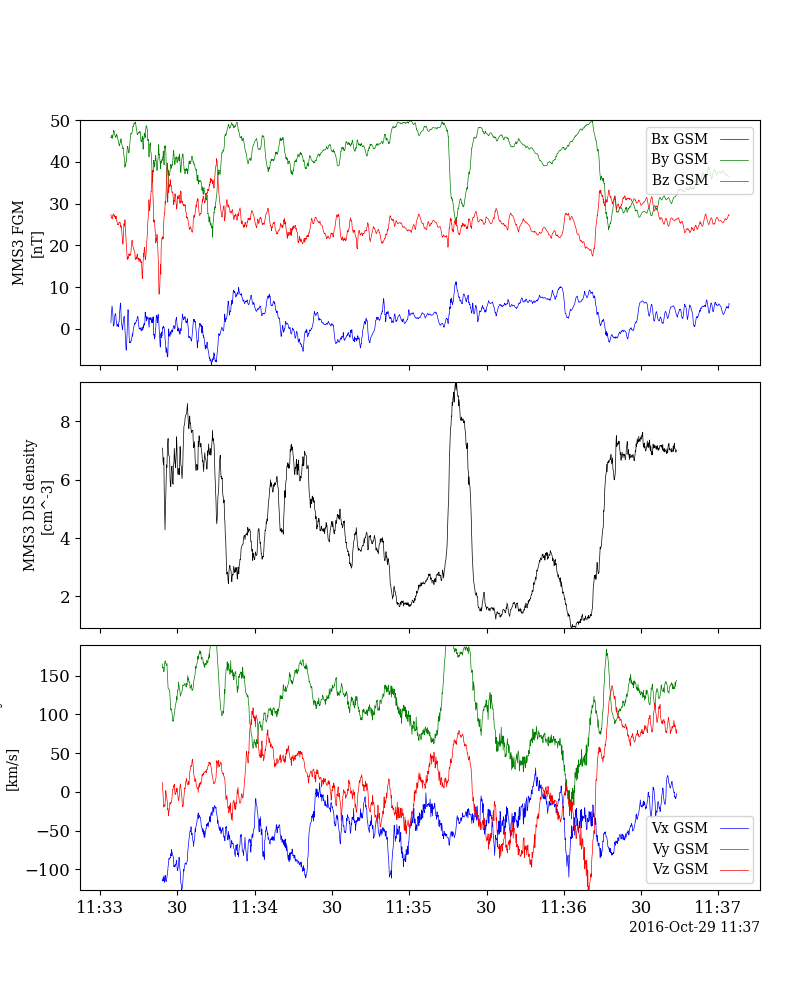 50
40
30
20
10
0
MMS3 FGM
[nT]
Bx GSM
By GSM
Bz GSM
8
6
4
2
MMS3 DIS density
[cm^-3]
150
100
50
0
−50
−100
[km/s]
Vx GSM
Vy GSM
Vz GSM
11:33 30 11:34 30 11:35 30 11:36 30 11:37
2016-Oct-29 11:37